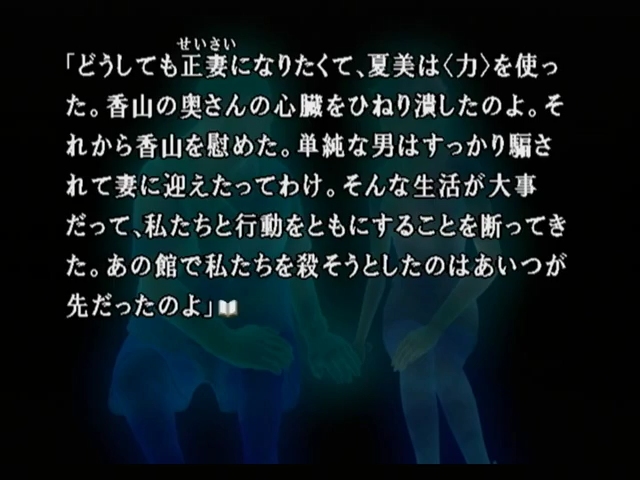 せいさい
「どうしても正妻になりたくて、夏美は〈力〉を使っ
た。香山の奥さんの心臓をひねり潰したのよ。そ
れから香山を慰めた。単純な男はすっかり騙さ
れて妻に迎えたってわけ。そんな生活が大事
だって、私たちと行動をともにすることを断ってき
た。あの館で私たちを殺そうとしたのはあいつが
先だったのよ」